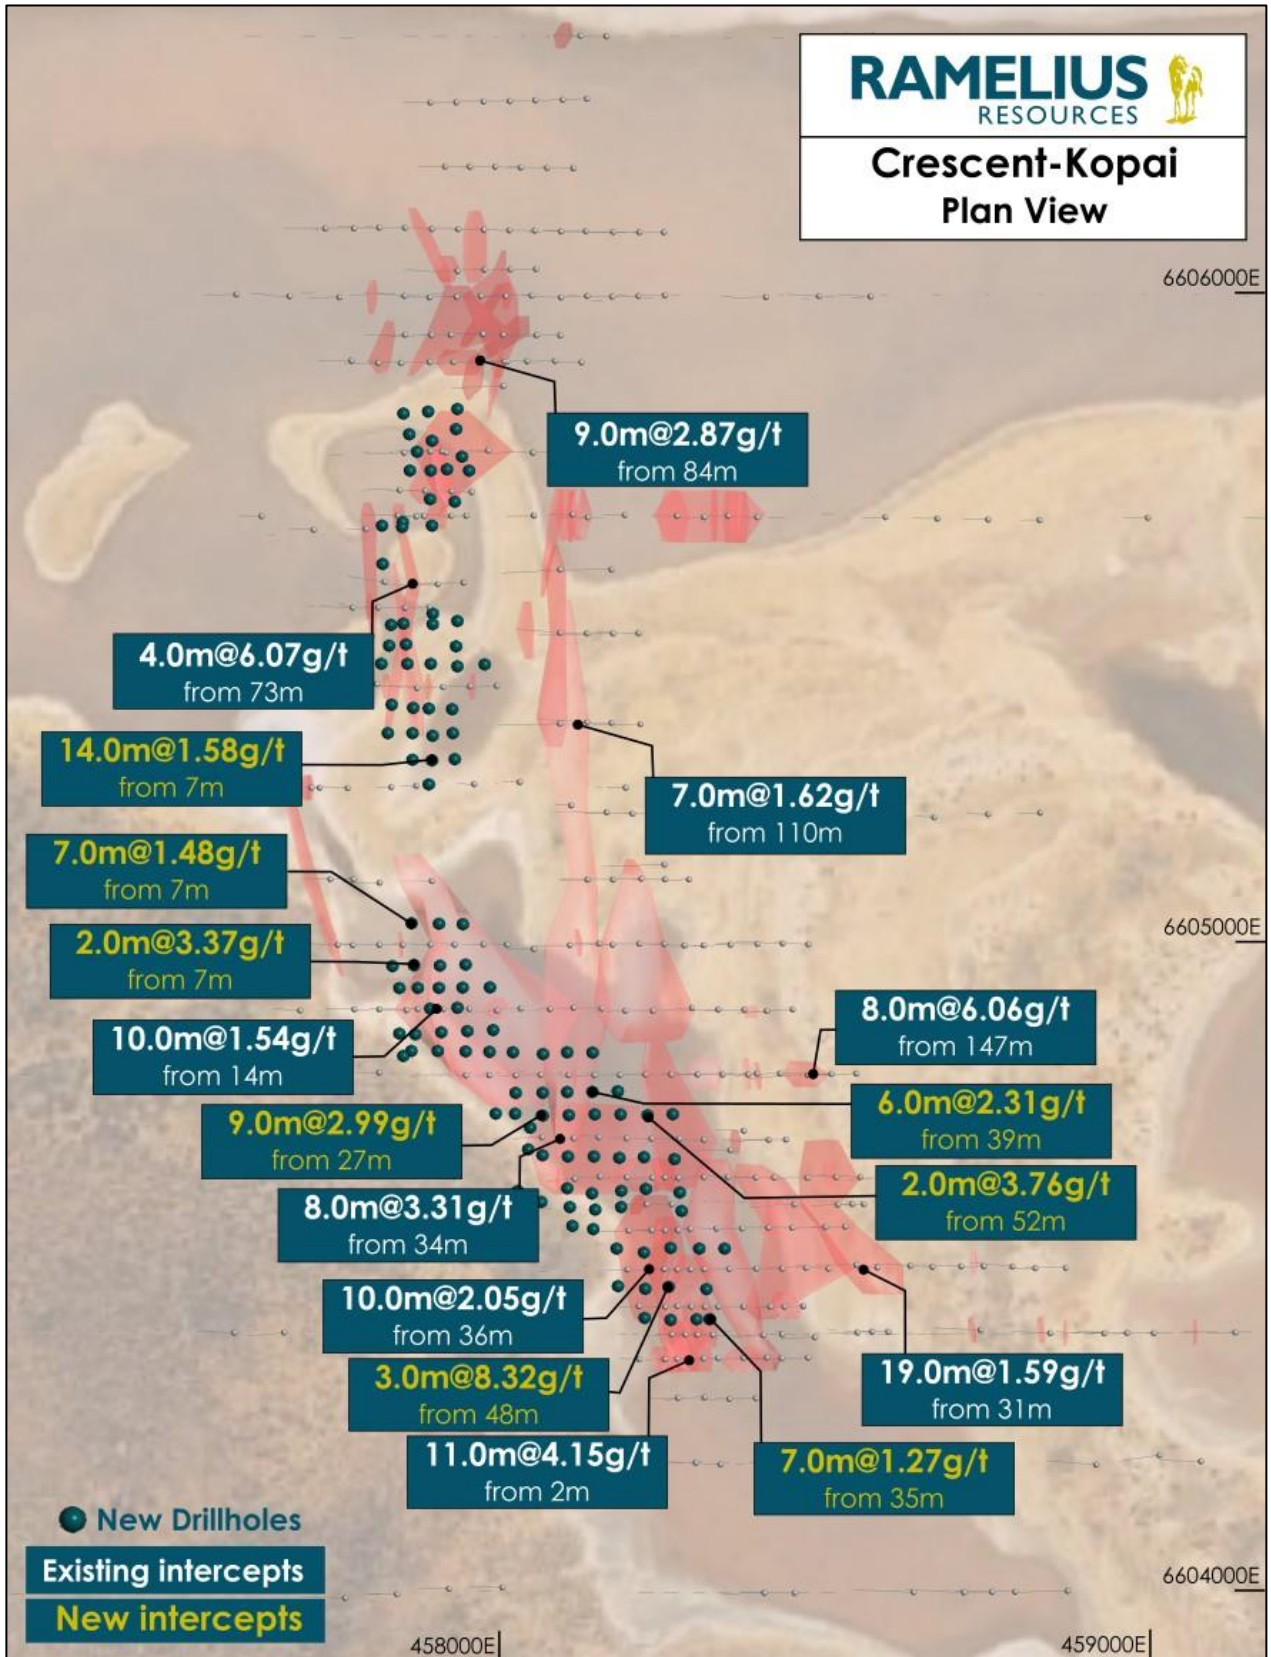 RAMELIUS
RESOURCES
Crescent-Kopai
Plan View
6606000E
9.0m@2.87g/t
from 84m
4.0m@6.07g/t
from 73m
14.0m@1.58g/t
from 7m
7.0m@1.62g/t
from 110m
7.0m@1.48g/t
from 7m
2.0m@3.37g/t
from 7m
6605000E
10.0m@1.54g/t
from 14m
8.0m@6.06g/t
from 147m
9.0m@2.99g/t
from 27m
6.0m@2.31g/t
from 39m
8.0m@3.31g/t
from 34m
2.0m@3.76g/t
from 52m
10.0m@2.05g/t
from 36m
3.0m@8.32g/t
from 48m
19.0m@1.59g/t
from 31m
11.0m@4.15g/t
from 2m
7.0m@1.27g/t
from 35m
New Drillholes
Existing intercepts
New intercepts
6604000E
458000E
459000E